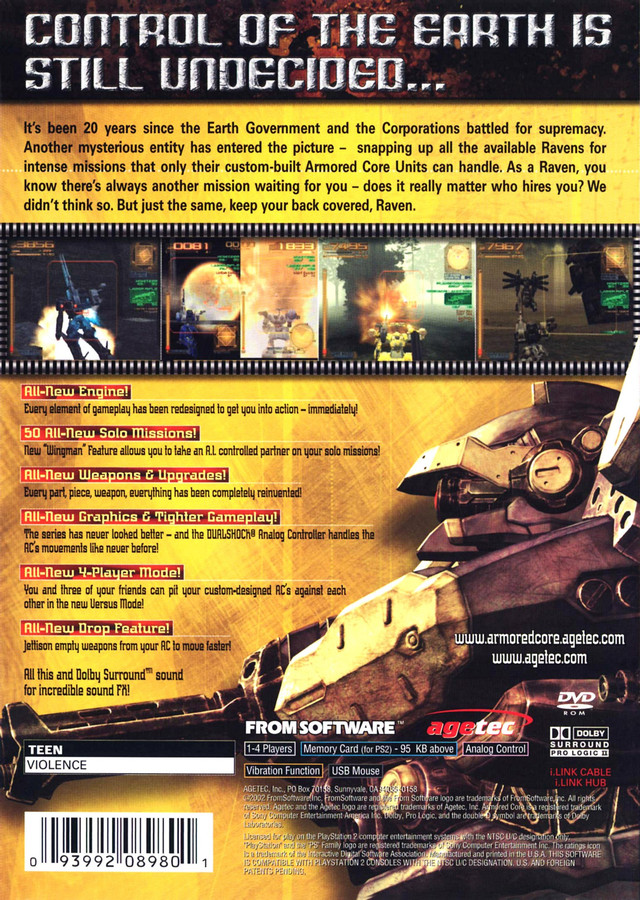 CONTROL OF THE EARTH IS
STILL UNDECIDED...
It's been 20 years since the Earth Government and the Corporations battled for supremacy.
Another mysterious entity has entered the picture – snapping up all the available Ravens for
intense missions that only their custom-built Armored Core Units can handle. As a Raven, you
know there's always another mission waiting for you – does it really matter who hires you? We
didn't think so. But just the same, keep your back covered, Raven.
0081
1833
7967
All-New Engine!
Every element of gameplay has been redesigned to get you into action – immediately!
50 All-New Solo Missions!
New "Wingman" Feature allows you to take an A.I. controlled partner on your solo missions!
All-New Weapons & Upgrades!
Every part, piece, weapon, everything has been completely reinvented!
All-New Graphics & Tighter Gameplay!
The series has never looked better – and the DUALSHOCK® Analog Controller handles the
AC's movements like never before!
All-New 4-Player Mode!
You and three of your friends can pit your custom-designed AC's against each
other in the new Versus Mode!
All-New Drop Feature!
Jettison empty weapons from your AC to move faster!
All this and Dolby Surround™ sound
for incredible sound FX!
www.armoredcore.agetec.com
www.agetec.com
DVD
ROM
DOLBY
SURROUND
PRO LOGIC II
i.LINK CABLE
i.LINK HUB
FROMSOFTWARE™
agetec
TEEN
VIOLENCE
1-4 Players
Memory Card (for PS2) - 95 KB above
Analog Control
Vibration Function
USB Mouse
AGETEC, Inc., PO Box 70158, Sunnyvale, CA 94086-0158
©2002 FromSoftware,Inc. FromSoftware and the From Software logo are trademarks of FromSoftware,Inc. All rights
reserved. Agetec and the Agetec logo are registered trademarks of Agetec, Inc. Armored Core is a registered trademark
of Sony Computer Entertainment America Inc. Dolby, Pro Logic, and the double-D symbol are trademarks of Dolby
Laboratories.
Licensed for play on the PlayStation 2 computer entertainment systems with the NTSC U/C designation only.
"PlayStation" and the "PS" Family logo are registered trademarks of Sony Computer Entertainment Inc. The ratings icon
is a trademark of the Interactive Digital Software Association. Manufactured and printed in the U.S.A. THIS SOFTWARE
IS COMPATIBLE WITH PLAYSTATION 2 CONSOLES WITH THE NTSC U/C DESIGNATION. U.S. AND FOREIGN
PATENTS PENDING.
0 93992 08980 1